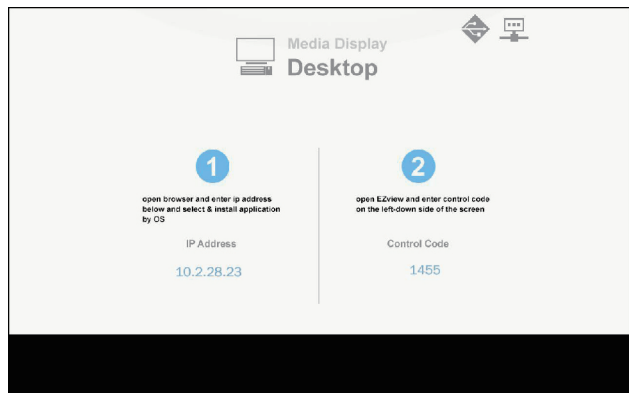 Media Display
Desktop
1
open browser and enter ip address
below and select & install application
by OS
IP Address
10.2.28.23
2
open EZview and enter control code
on the left-down side of the screen
Control Code
1455